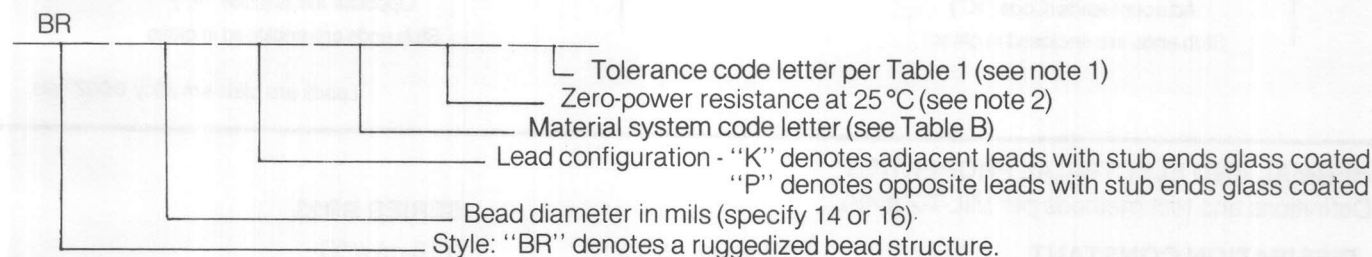 BR
Tolerance code letter per Table 1 (see note 1)
Zero-power resistance at 25 °C (see note 2)
Material system code letter (see Table B)
Lead configuration - ‘‘K’’ denotes adjacent leads with stub ends glass coated
‘‘P’’ denotes opposite leads with stub ends glass coated
Bead diameter in mils (specify 14 or 16).
Style: ‘‘BR’’ denotes a ruggedized bead structure.